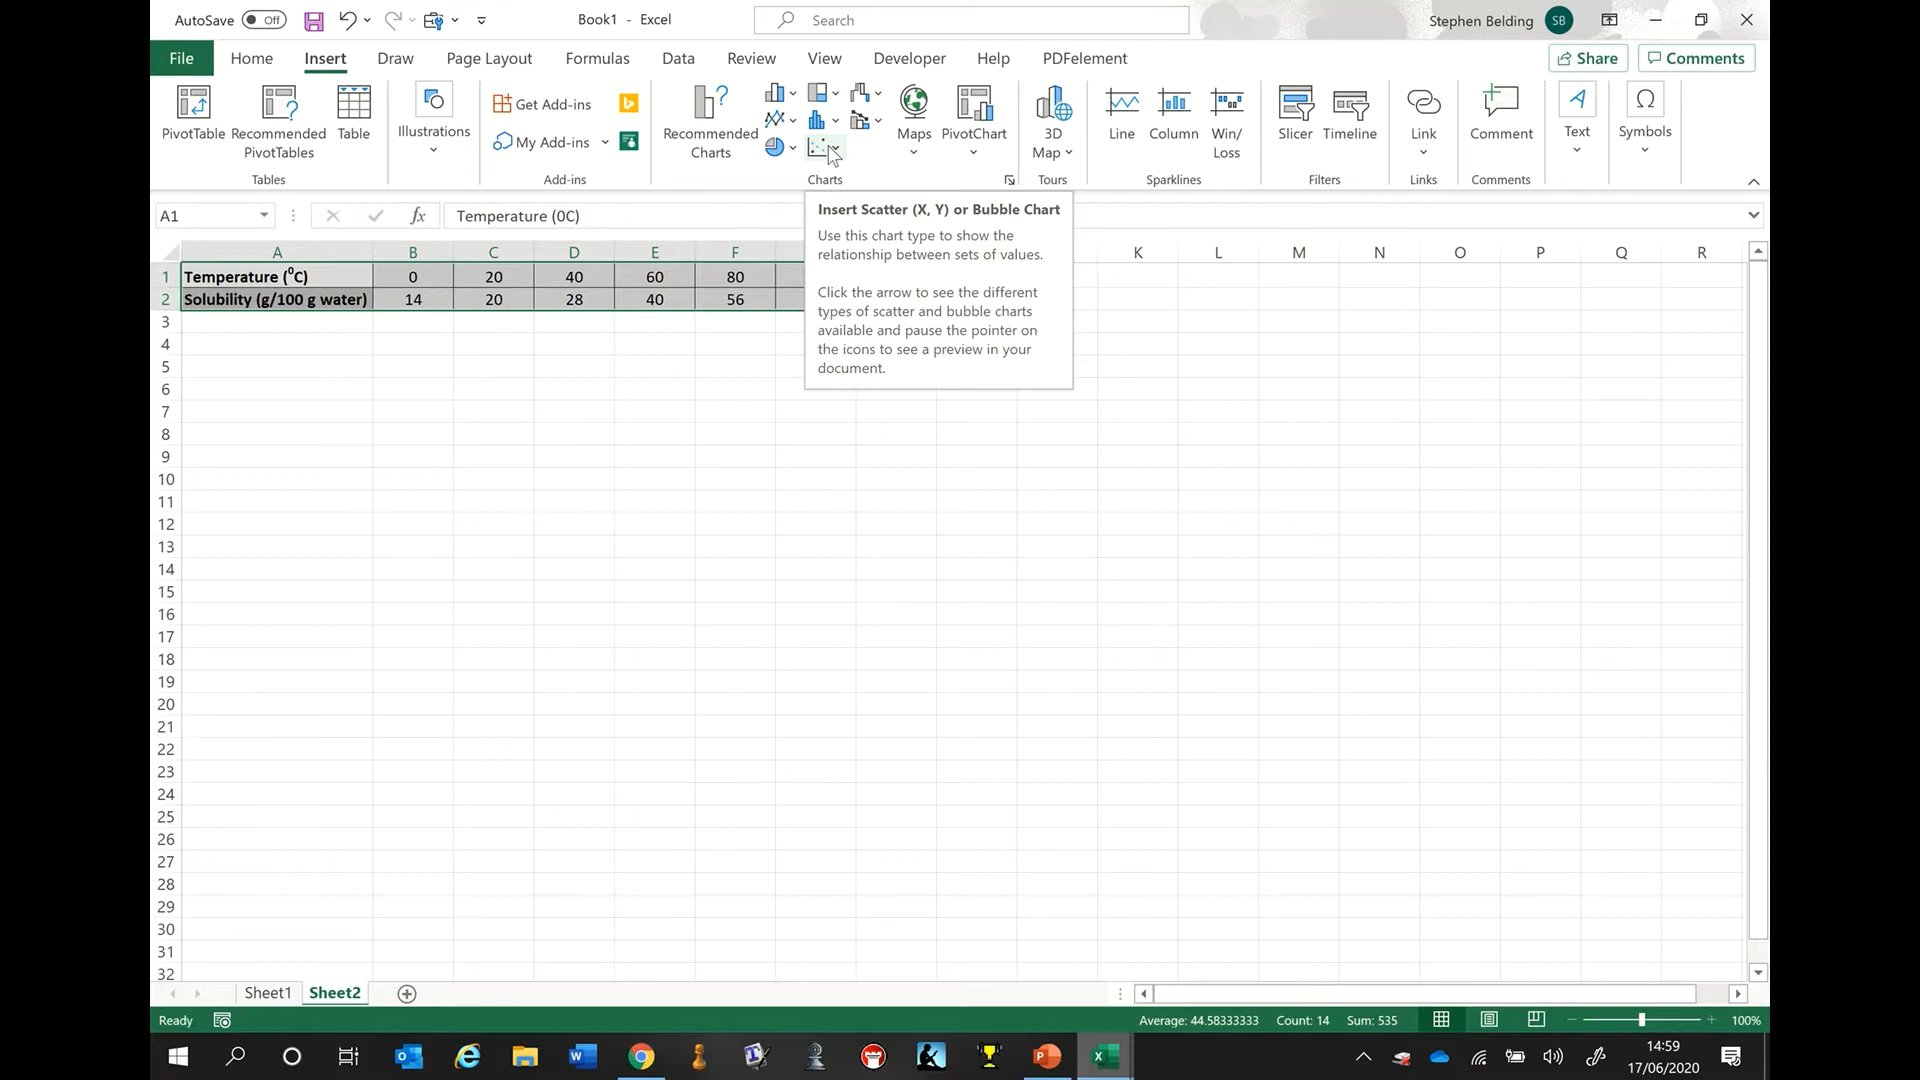 AutoSave Off Book1 - Excel Search Stephen Belding SB
File Home Insert Draw Page Layout Formulas Data Review View Developer Help PDFelement Share Comments
PivotTable Recommended PivotTables Table
Tables
Illustrations
Get Add-ins
My Add-ins
Add-ins
Recommended Charts
Maps PivotChart
Charts
3D Map
Tours
Line Column Win/Loss
Sparklines
Slicer Timeline
Filters
Link
Links
Comment
Comments
Text
Symbols
A1 fx Temperature (0C)
Insert Scatter (X, Y) or Bubble Chart
Use this chart type to show the
relationship between sets of values.
Click the arrow to see the different
types of scatter and bubble charts
available and pause the pointer on
the icons to see a preview in your
document.
A B C D E F K L M N O P Q R
1 Temperature (⁰C) 0 20 40 60 80
2 Solubility (g/100 g water) 14 20 28 40 56
3
4
5
6
7
8
9
10
11
12
13
14
15
16
17
18
19
20
21
22
23
24
25
26
27
28
29
30
31
32
Sheet1 Sheet2
Ready Average: 44.58333333 Count: 14 Sum: 535 100%
14:59
17/06/2020